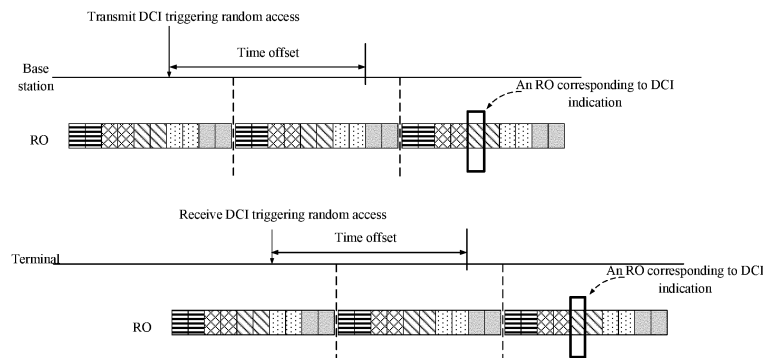 Transmit DCI triggering random access
Time offset
Base
station
An RO corresponding to DCI
indication
RO
Receive DCI triggering random access
Time offset
Terminal
An RO corresponding to DCI
indication
RO